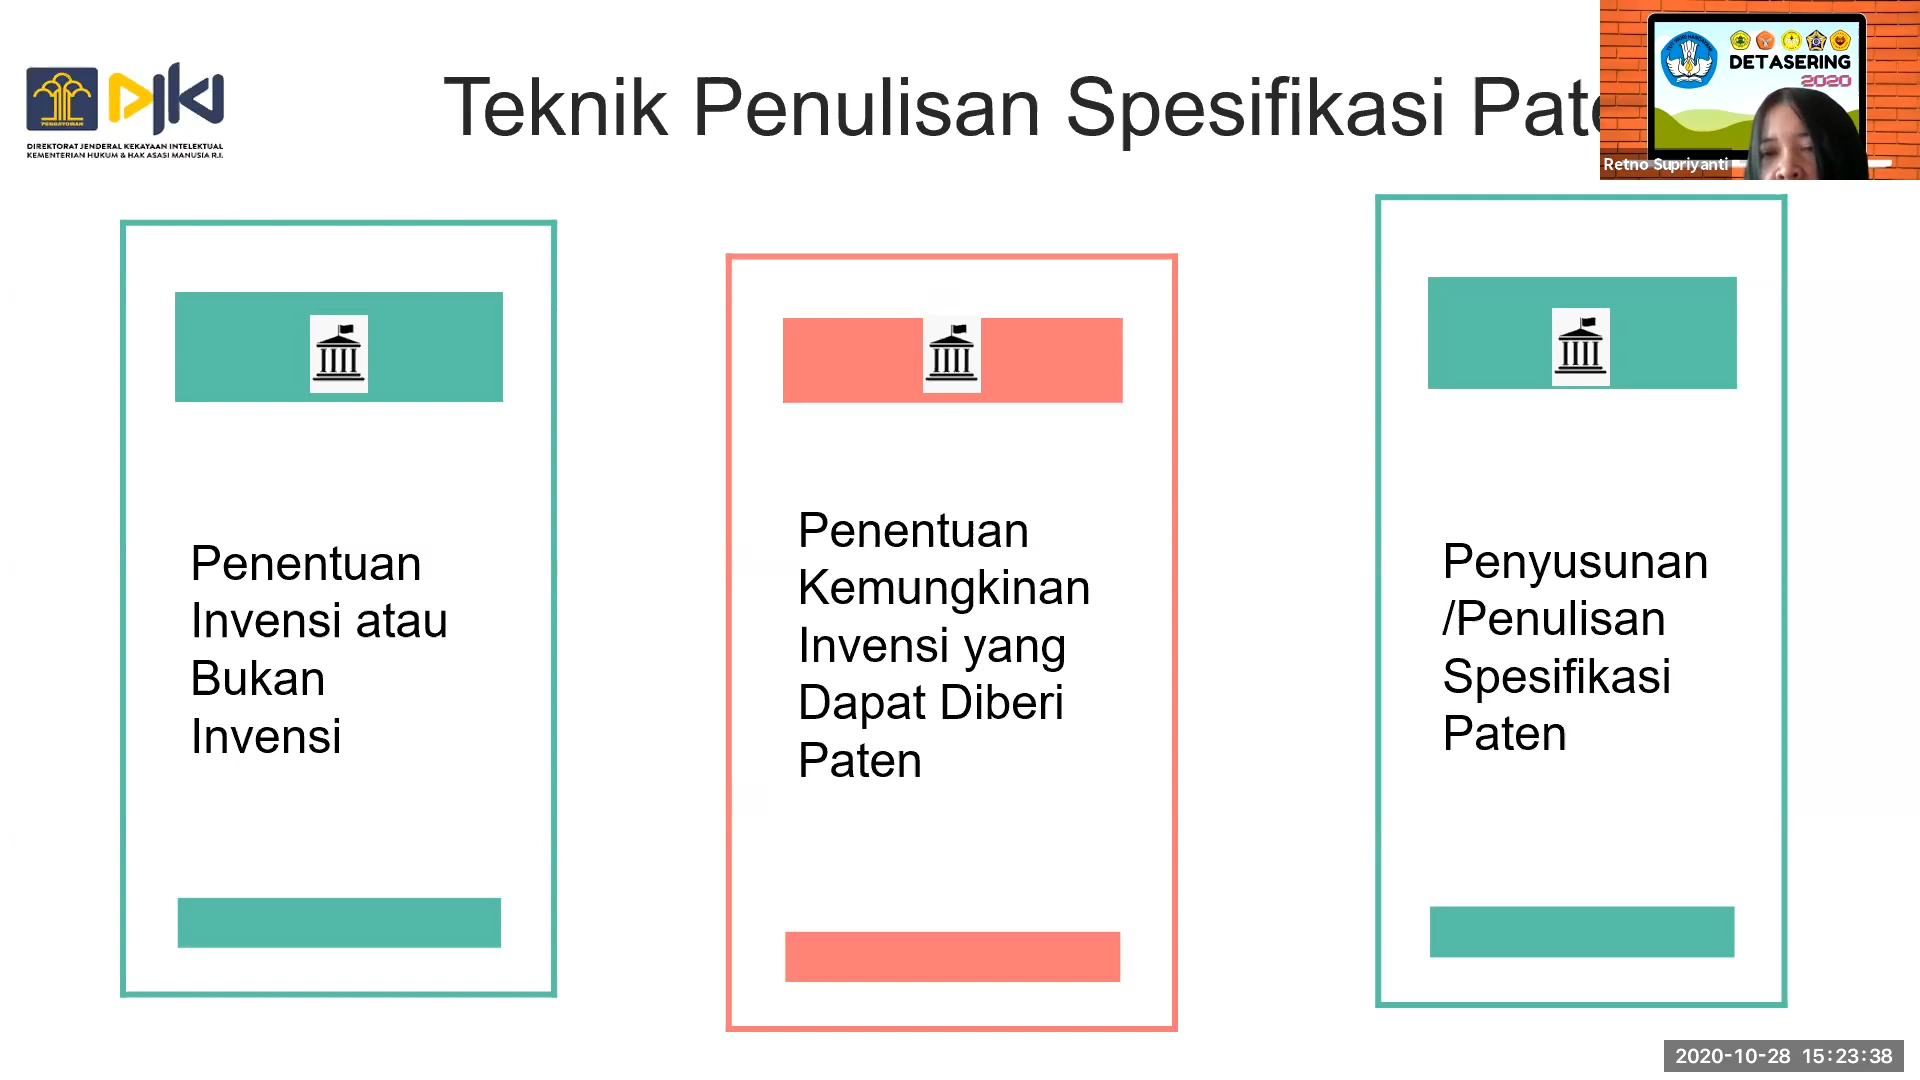 PENGAYOMAN
DJKI
DIREKTORAT JENDERAL KEKAYAAN INTELEKTUAL
KEMENTERIAN HUKUM & HAK ASASI MANUSIA R.I.
Teknik Penulisan Spesifikasi
DETASERING
2020
Retno Supriyanti
Penentuan
Invensi atau
Bukan
Invensi
Penentuan
Kemungkinan
Invensi yang
Dapat Diberi
Paten
Penyusunan
/Penulisan
Spesifikasi
Paten
2020-10-28 15:23:38